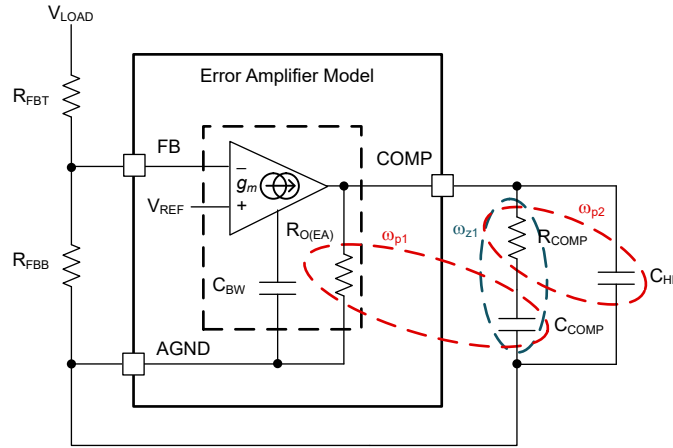 VLOAD
Error Amplifier Model
RFBT
FB
COMP
−
gm
+
VREF
RO(EA)
ωp1
ωz1
ωp2
RCOMP
RFBB
CBW
CHF
CCOMP
AGND